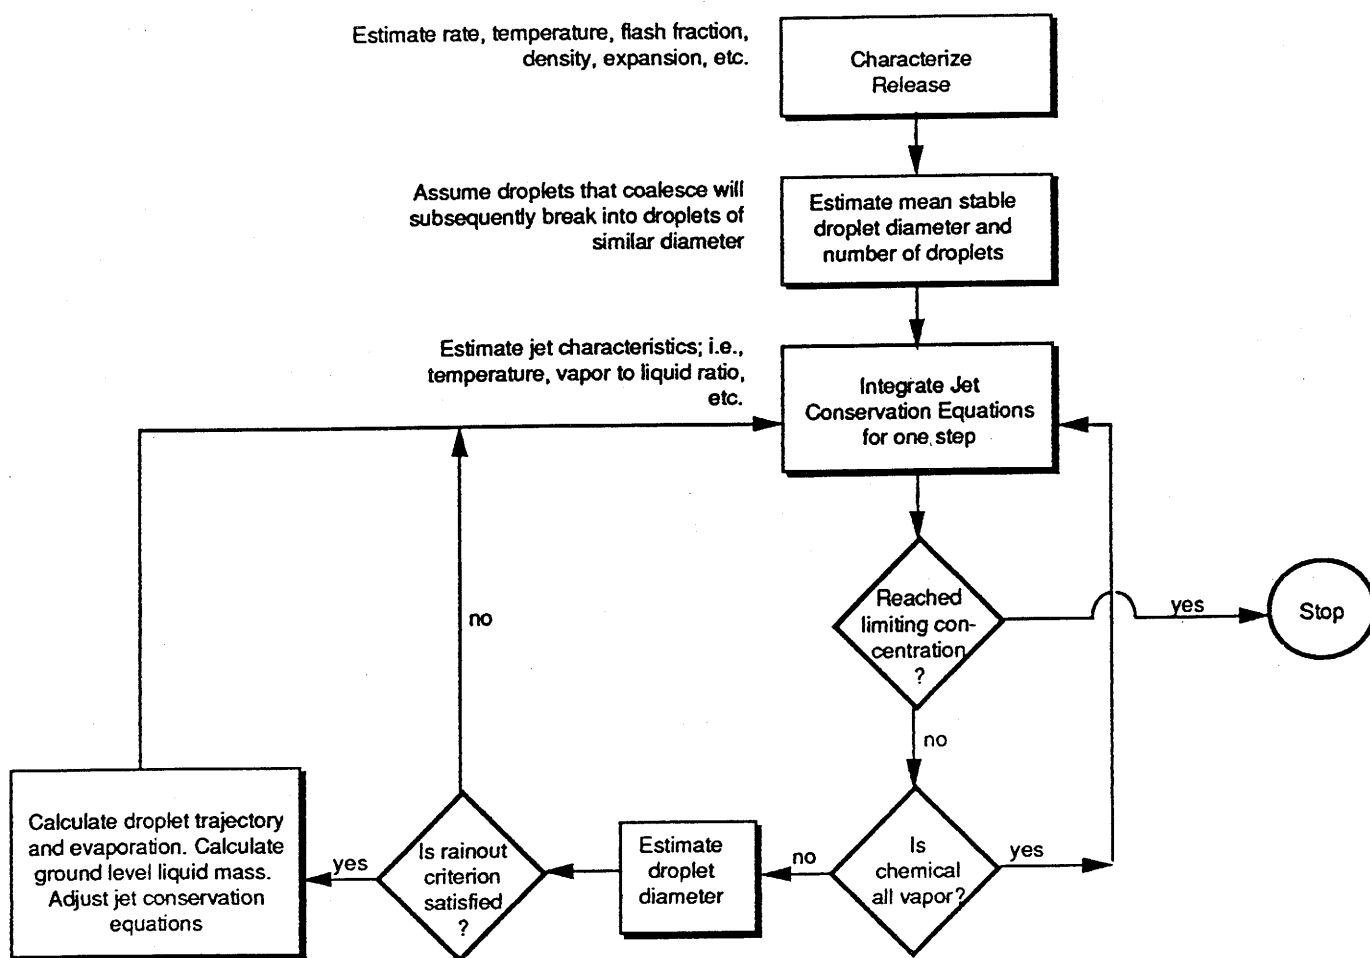 Estimate rate, temperature, flash fraction,
density, expansion, etc.
Characterize
Release
Assume droplets that coalesce will
subsequently break into droplets of
similar diameter
Estimate mean stable
droplet diameter and
number of droplets
Estimate jet characteristics; i.e.,
temperature, vapor to liquid ratio,
etc.
Integrate Jet
Conservation Equations
for one step
Reached
limiting con-
centration
?
yes
Stop
no
no
Is
chemical
all vapor?
yes
no
Estimate
droplet
diameter
Is rainout
criterion
satisfied
?
yes
Calculate droplet trajectory
and evaporation. Calculate
ground level liquid mass.
Adjust jet conservation
equations